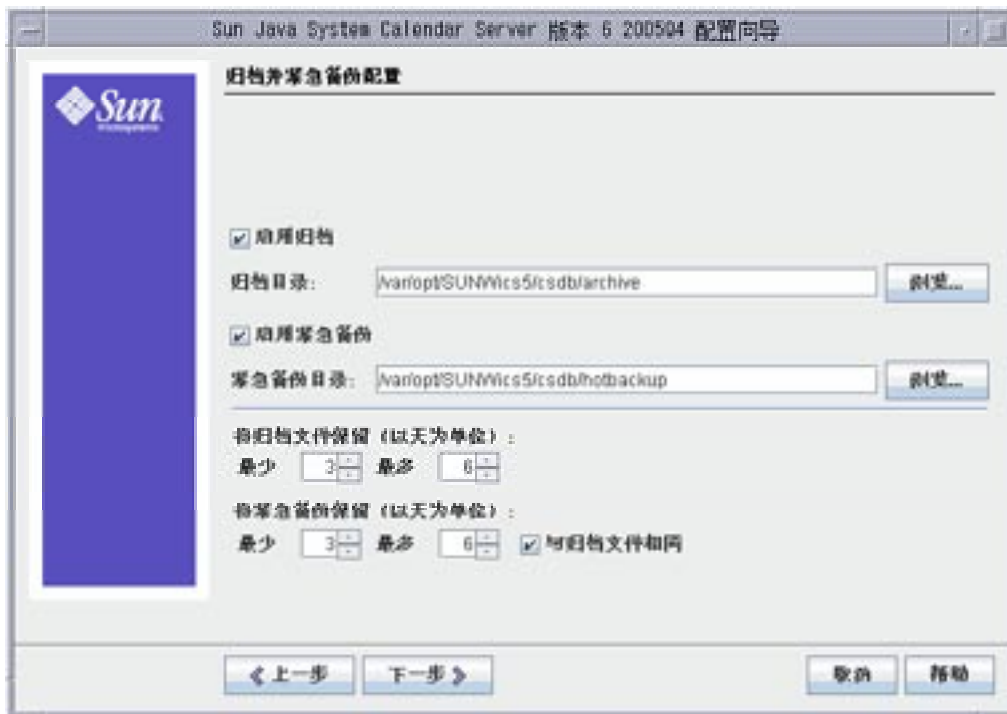 Sun Java System Calendar Server 版本 6 200504 配置向导
Sun
microsystems
归档并紧急备份配置
启用归档
归档目录: /var/opt/SUNWics5/csdb/archive 浏览...
启用紧急备份
紧急备份目录: /var/opt/SUNWics5/csdb/hotbackup 浏览...
将归档文件保留（以天为单位）:
最少 3 最多 6
将紧急备份保留（以天为单位）:
最少 3 最多 6 与归档文件相同
上一步 下一步 取消 帮助